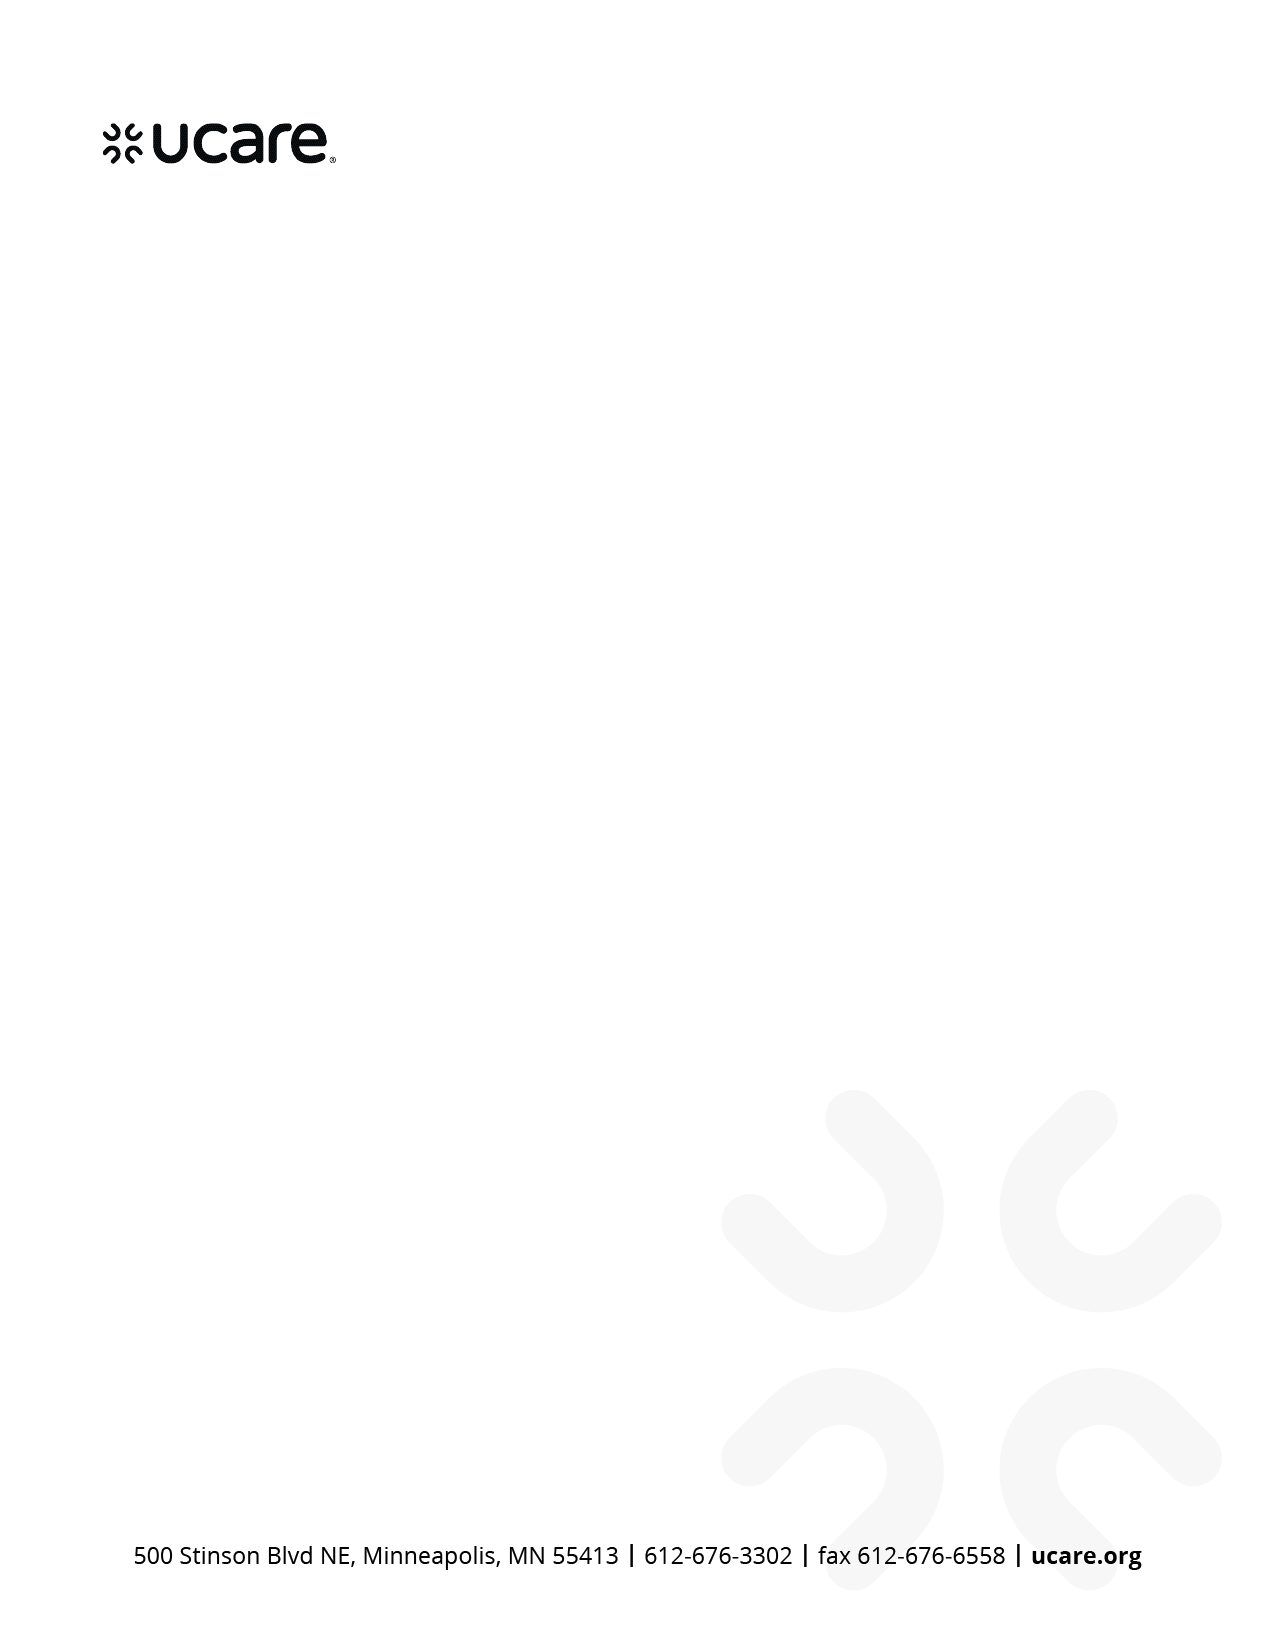 ucare®
500 Stinson Blvd NE, Minneapolis, MN 55413 | 612-676-3302 | fax 612-676-6558 | ucare.org